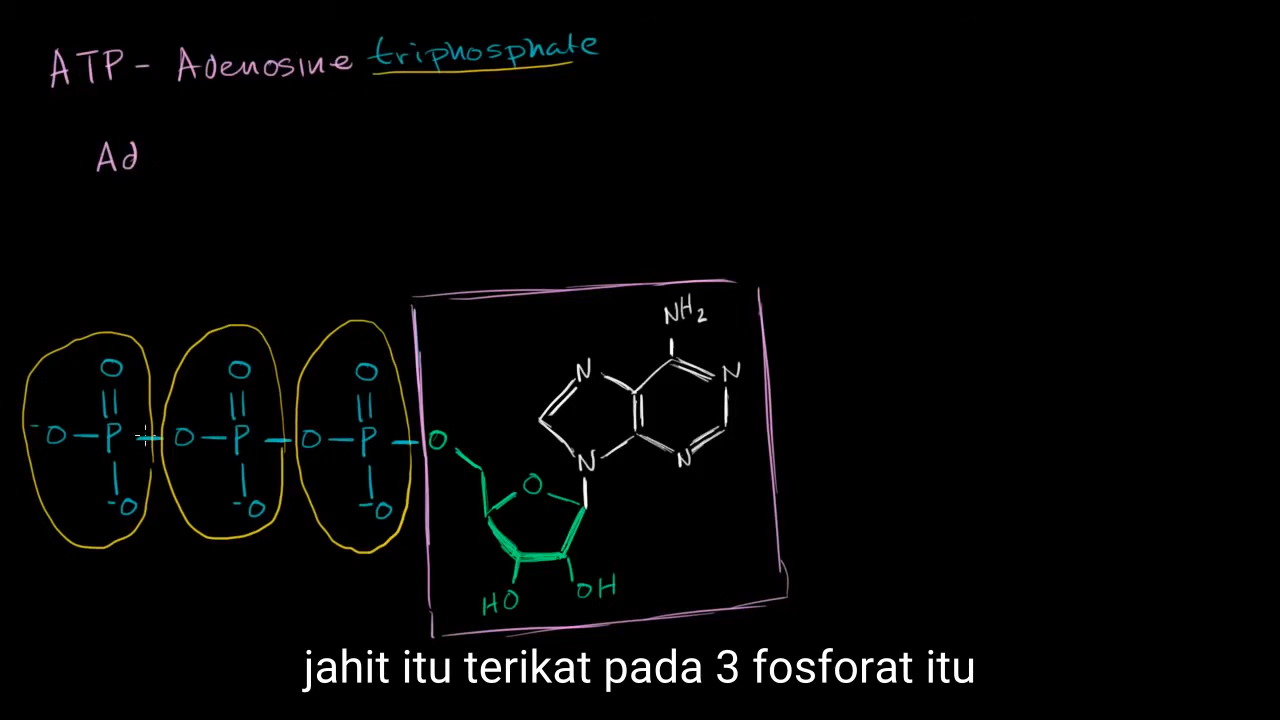 ATP - Adenosine triphosphate
Ad
NH2
O O O N N
-O-P-O-P-O-P-O
N N
O
-O -O -O
HO OH
jahit itu terikat pada 3 fosforat itu